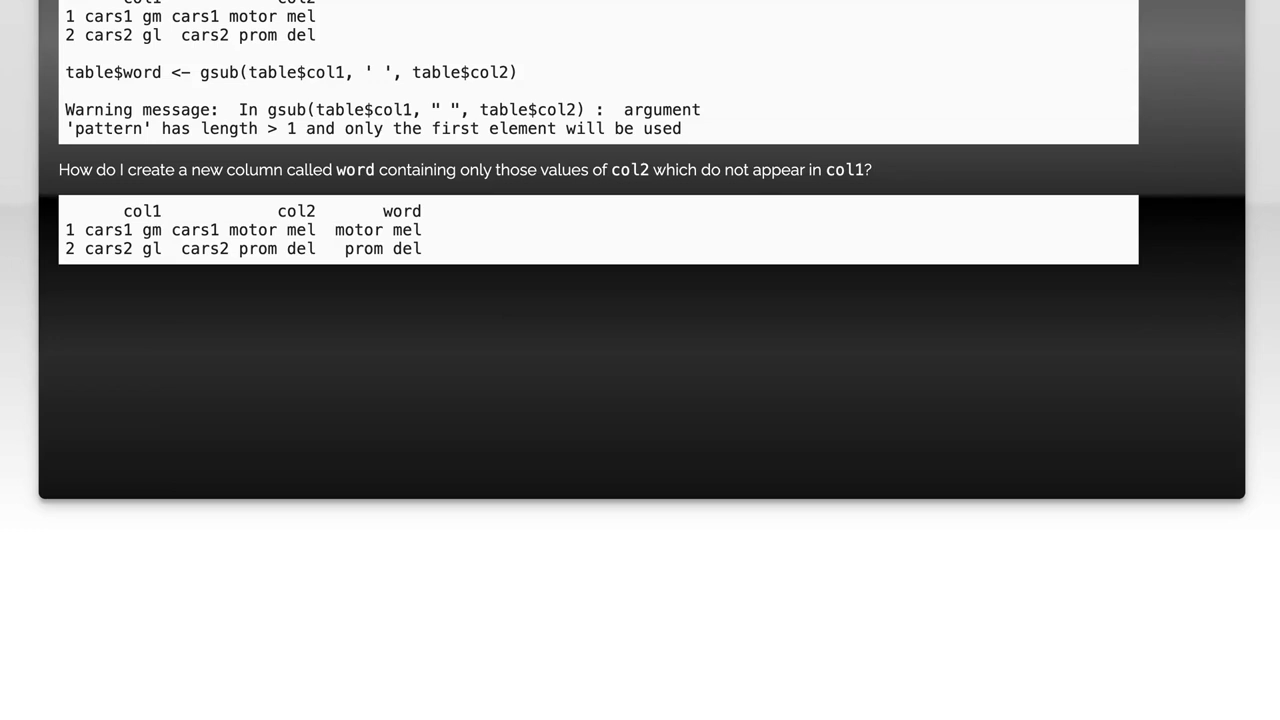 col1 col2
1 cars1 gm cars1 motor mel
2 cars2 gl cars2 prom del
table$word <- gsub(table$col1, ' ', table$col2)
Warning message: In gsub(table$col1, " ", table$col2) : argument
'pattern' has length > 1 and only the first element will be used
How do I create a new column called word containing only those values of col2 which do not appear in col1?
col1 col2 word
1 cars1 gm cars1 motor mel motor mel
2 cars2 gl cars2 prom del prom del